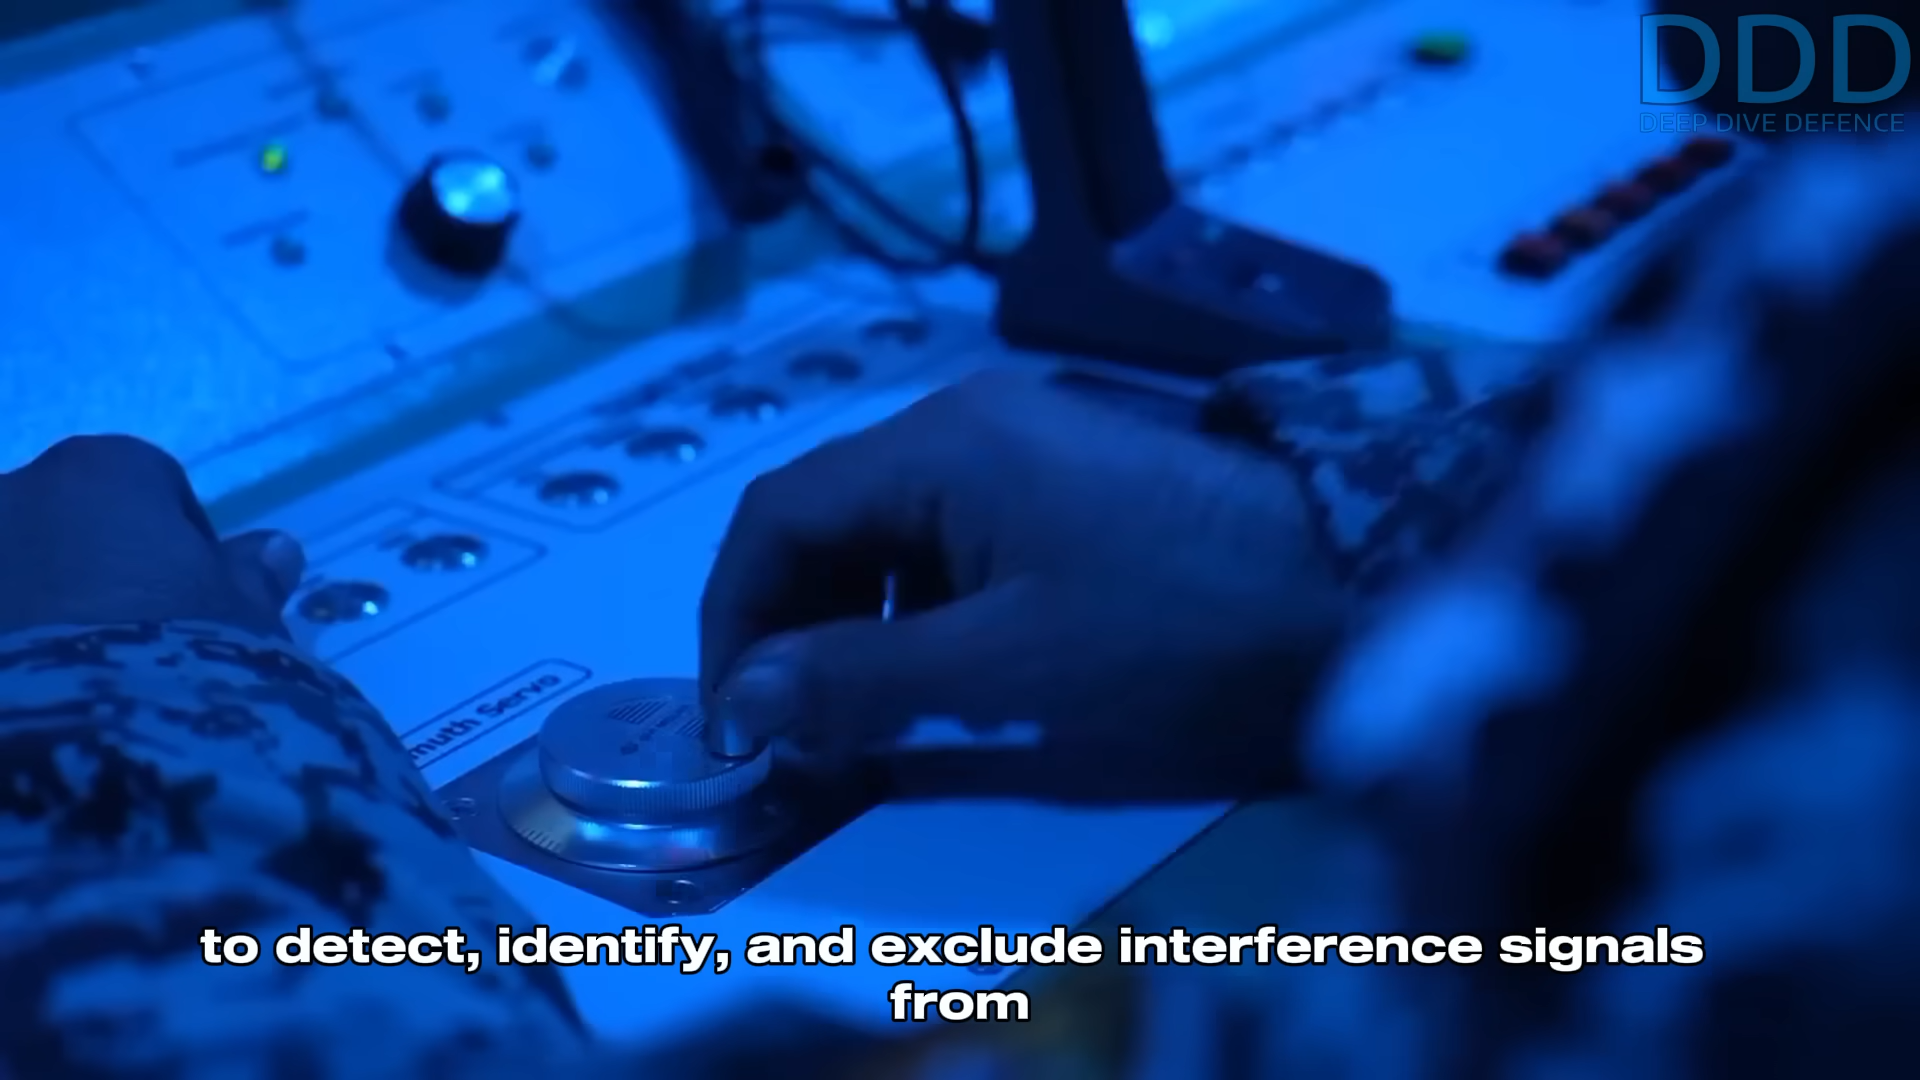 DDD
DEEP DIVE DEFENCE
muth Servo
to detect, identify, and exclude interference signals
from